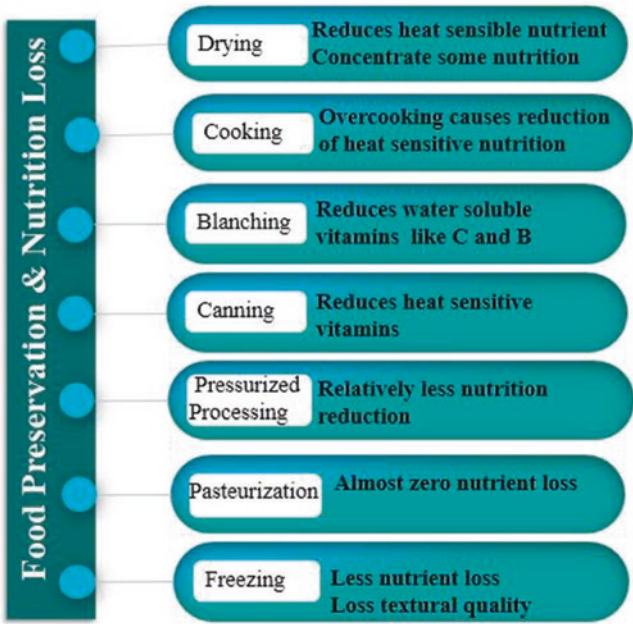 Food Preservation & Nutrition Loss
Drying
Reduces heat sensible nutrient
Concentrate some nutrition
Cooking
Overcooking causes reduction
of heat sensitive nutrition
Blanching
Reduces water soluble
vitamins like C and B
Canning
Reduces heat sensitive
vitamins
Pressurized
Processing
Relatively less nutrition
reduction
Pasteurization
Almost zero nutrient loss
Freezing
Less nutrient loss
Loss textural quality